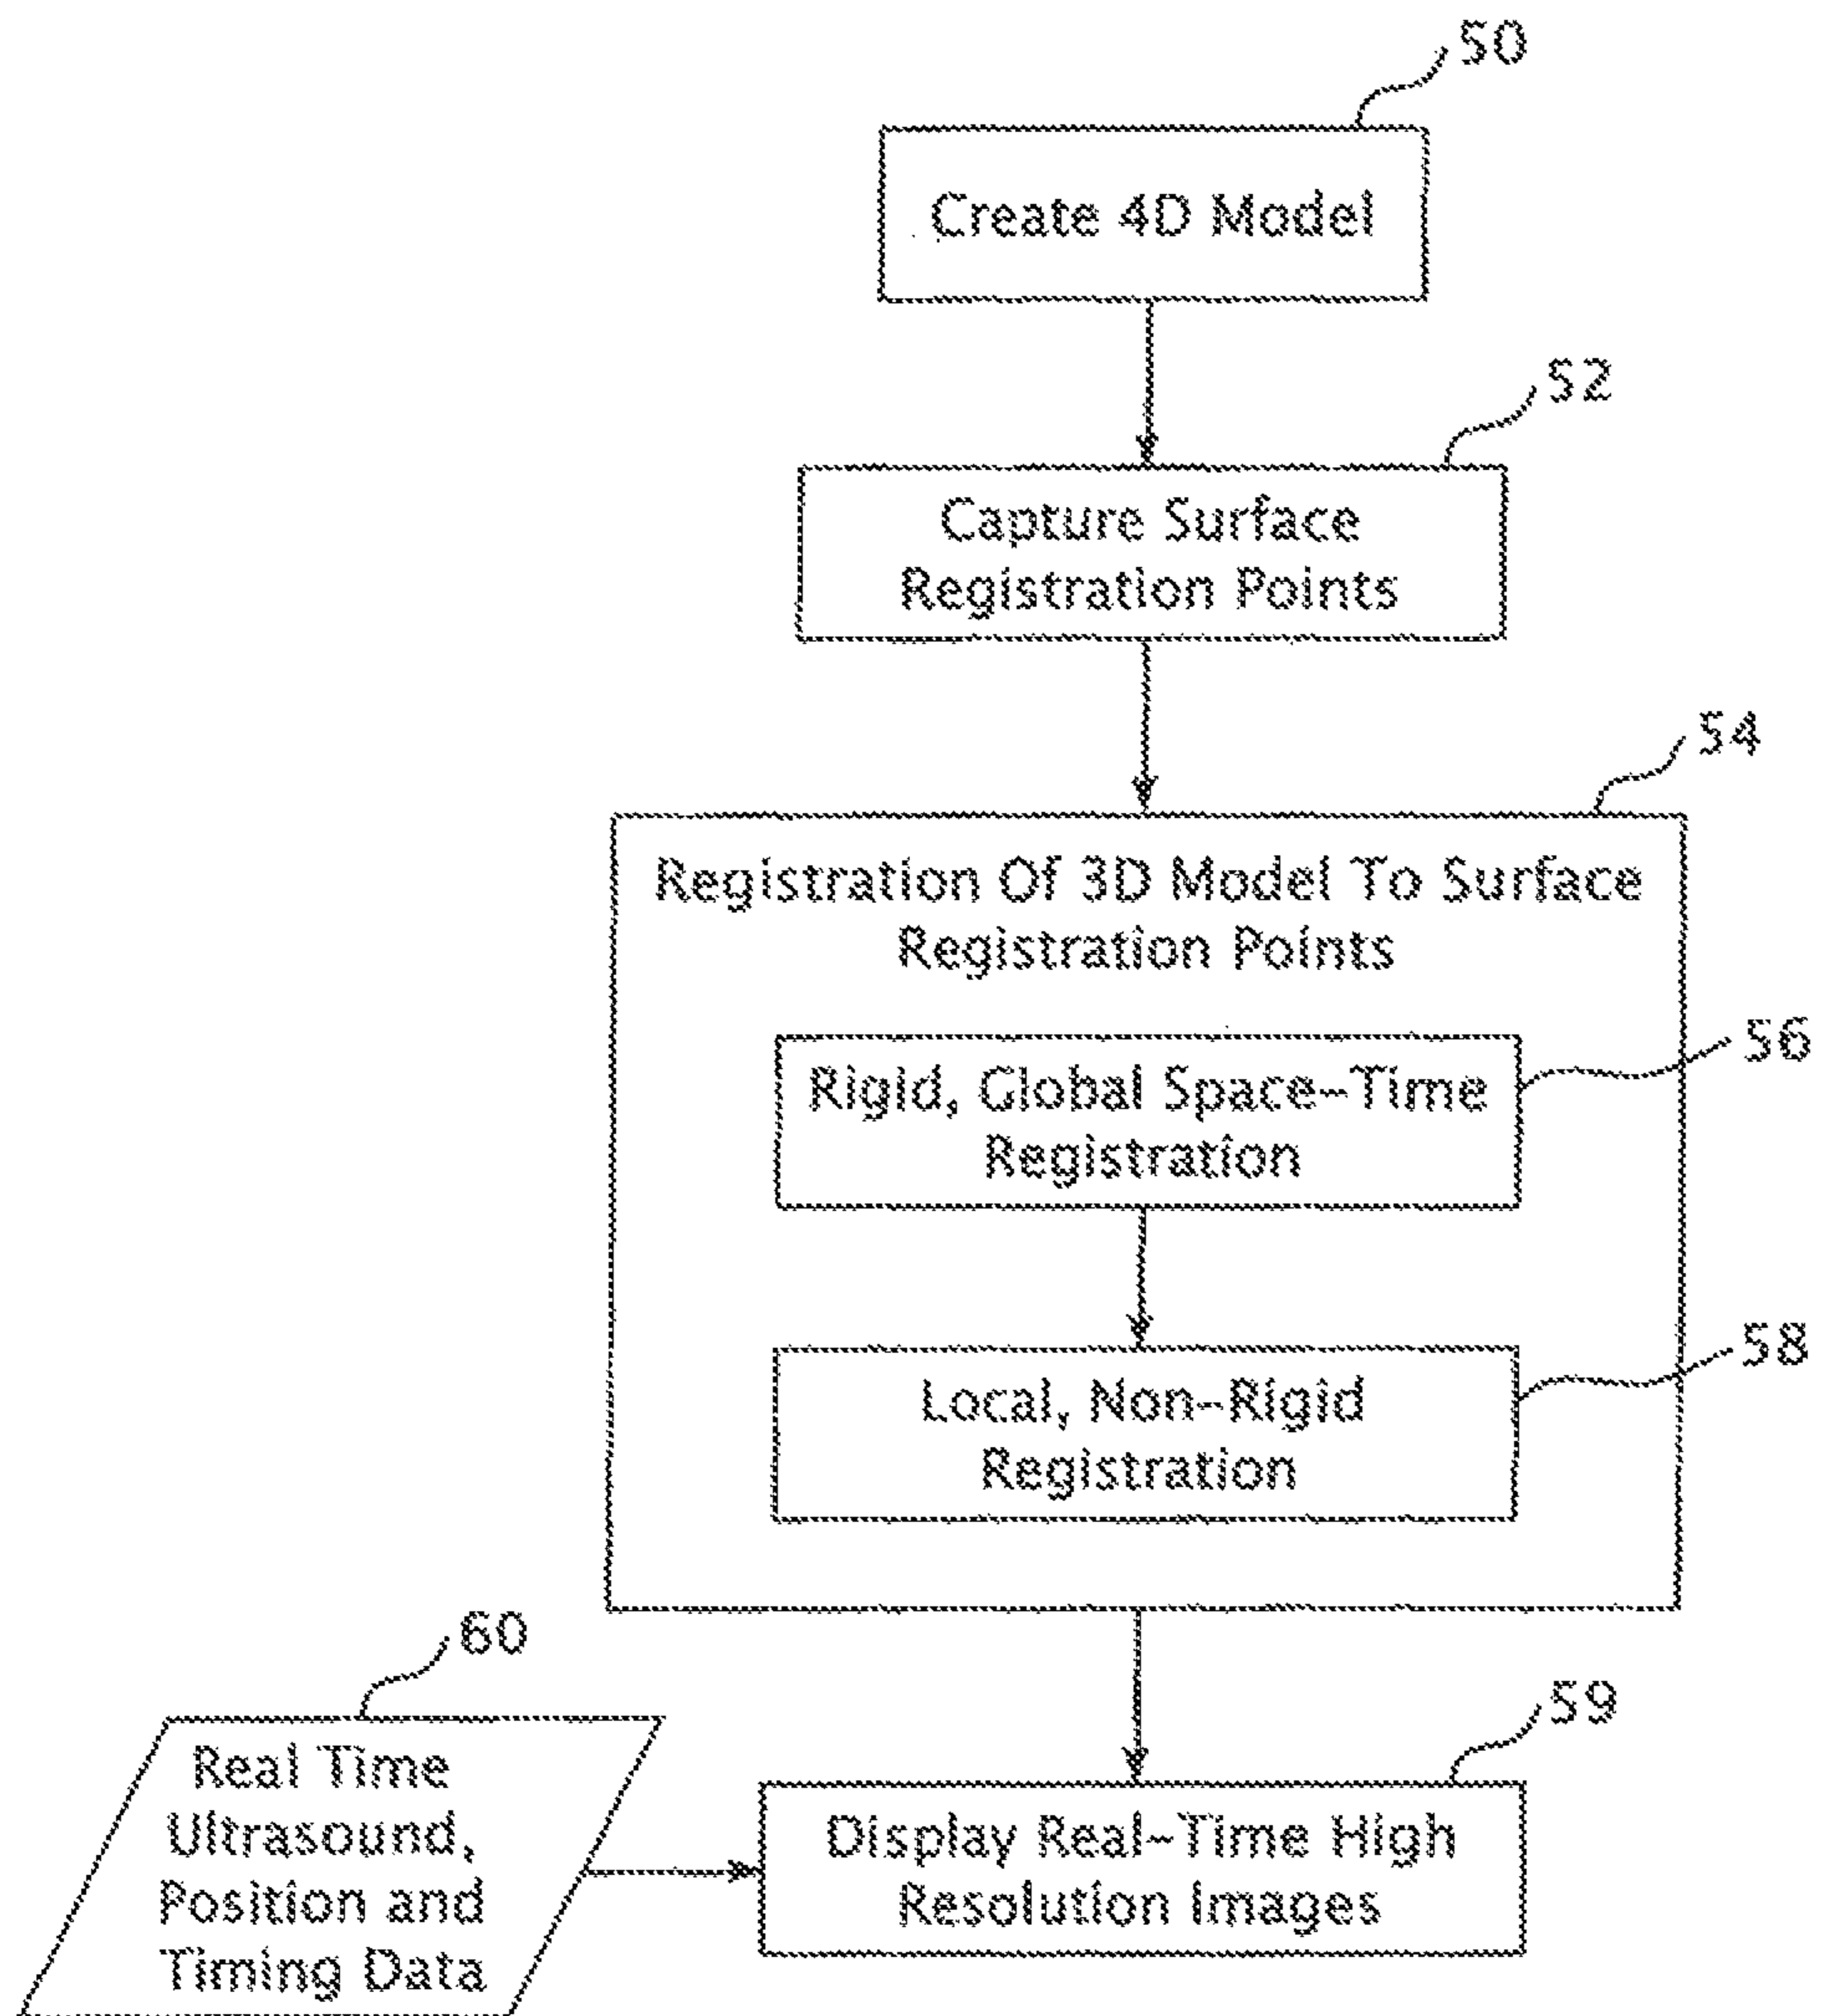 50
Create 4D Model
52
Capture Surface
Registration Points
54
Registration Of 3D Model To Surface
Registration Points
56
Rigid, Global Space-Time
Registration
58
Local, Non-Rigid
Registration
60
Real Time
Ultrasound,
Position and
Timing Data
59
Display Real-Time High
Resolution Images